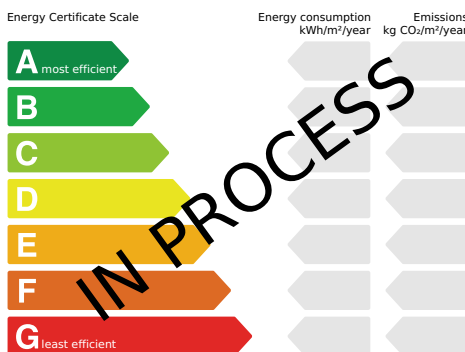 Energy Certificate Scale
Energy consumption
kWh/m²/year
Emissions
kg CO₂/m²/year
A most efficient
B
C
D
E
F
G least efficient
IN PROCESS